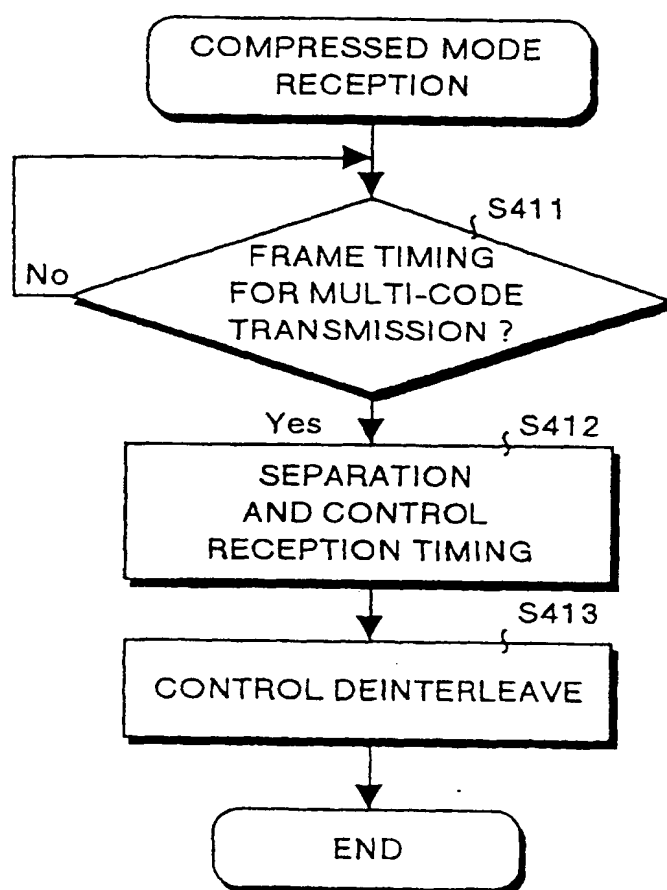 COMPRESSED MODE
RECEPTION
S411
FRAME TIMING
FOR MULTI-CODE
TRANSMISSION ?
No
Yes
S412
SEPARATION
AND CONTROL
RECEPTION TIMING
S413
CONTROL DEINTERLEAVE
END